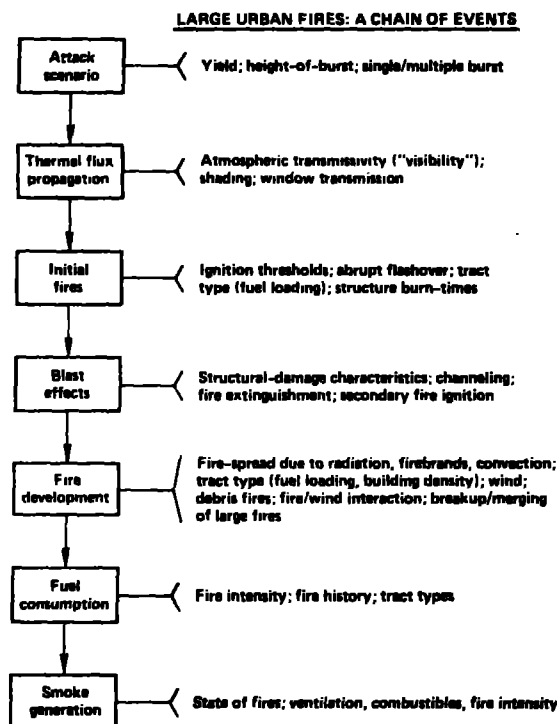 LARGE URBAN FIRES: A CHAIN OF EVENTS
Attack
scenario
Yield; height-of-burst; single/multiple burst
Thermal flux
propagation
Atmospheric transmissivity ("visibility");
shading; window transmission
Initial
fires
Ignition thresholds; abrupt flashover; tract
type (fuel loading); structure burn-times
Blast
effects
Structural-damage characteristics; channeling;
fire extinguishment; secondary fire ignition
Fire
development
Fire-spread due to radiation, firebrands, convection;
tract type (fuel loading, building density); wind;
debris fires; fire/wind interaction; breakup/merging
of large fires
Fuel
consumption
Fire intensity; fire history; tract types
Smoke
generation
State of fires; ventilation, combustibles, fire intensity